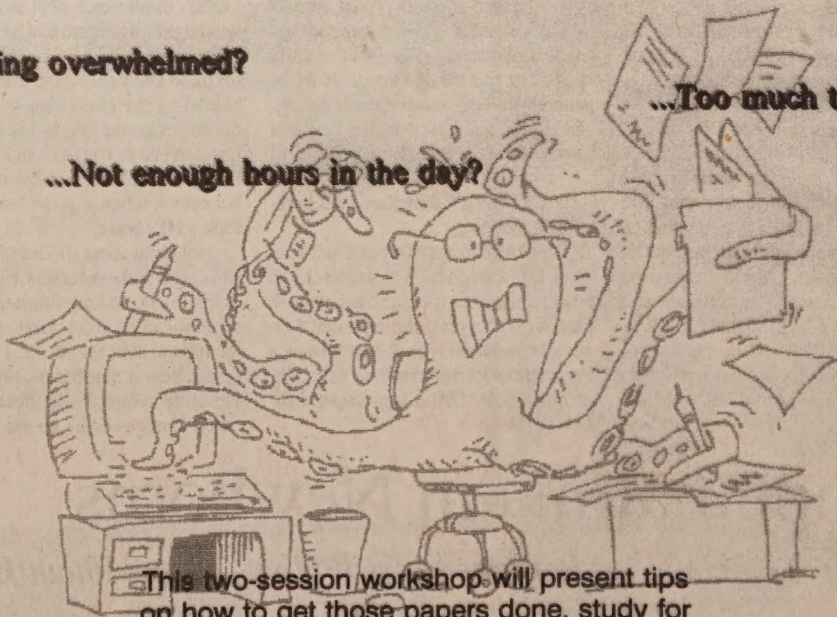 ing overwhelmed?
...Too much t
...Not enough hours in the day?
This two-session workshop will present tips
on how to get those papers done, study for